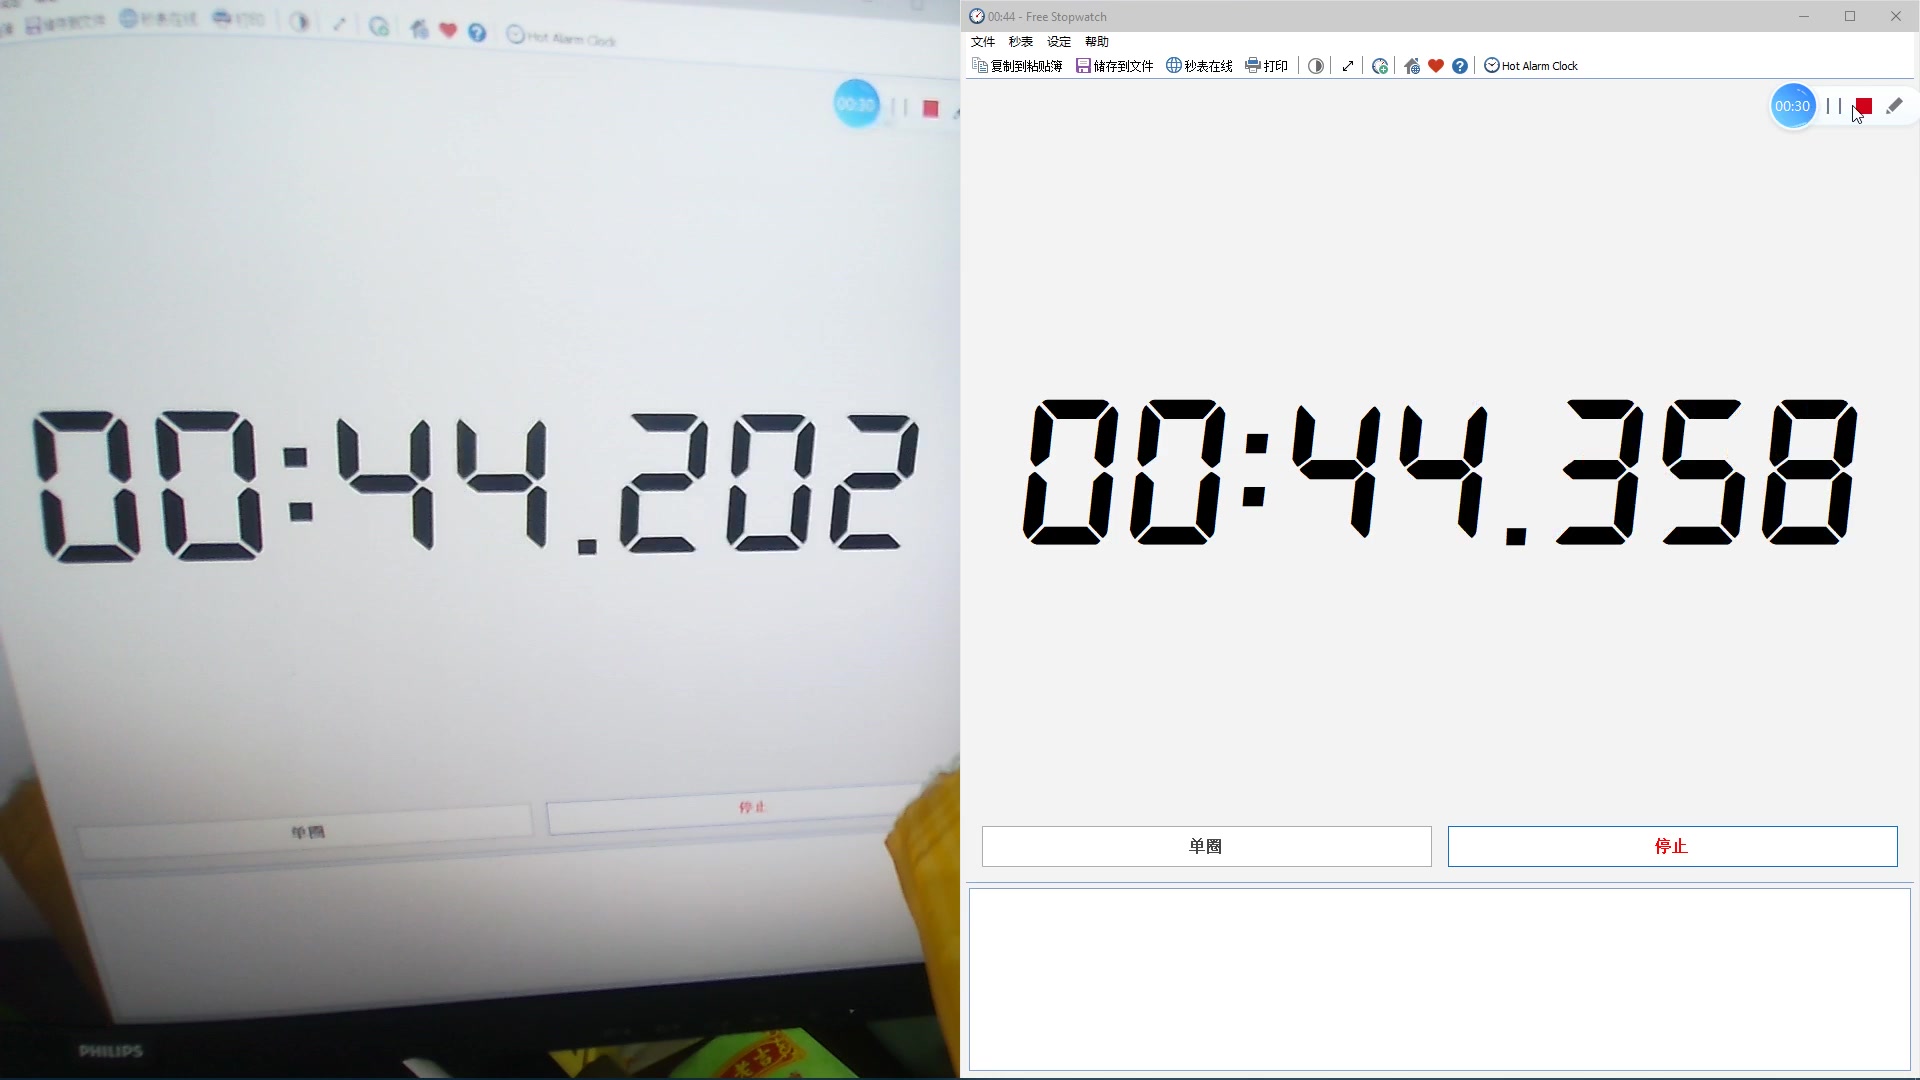 储存到文件 秒表在线 打印 Hot Alarm Clock
00:30
00:44.202
单圈 停止
PHILIPS
00:44 - Free Stopwatch
文件 秒表 设定 帮助
复制到粘贴簿 储存到文件 秒表在线 打印 Hot Alarm Clock
00:30
00:44.358
单圈 停止